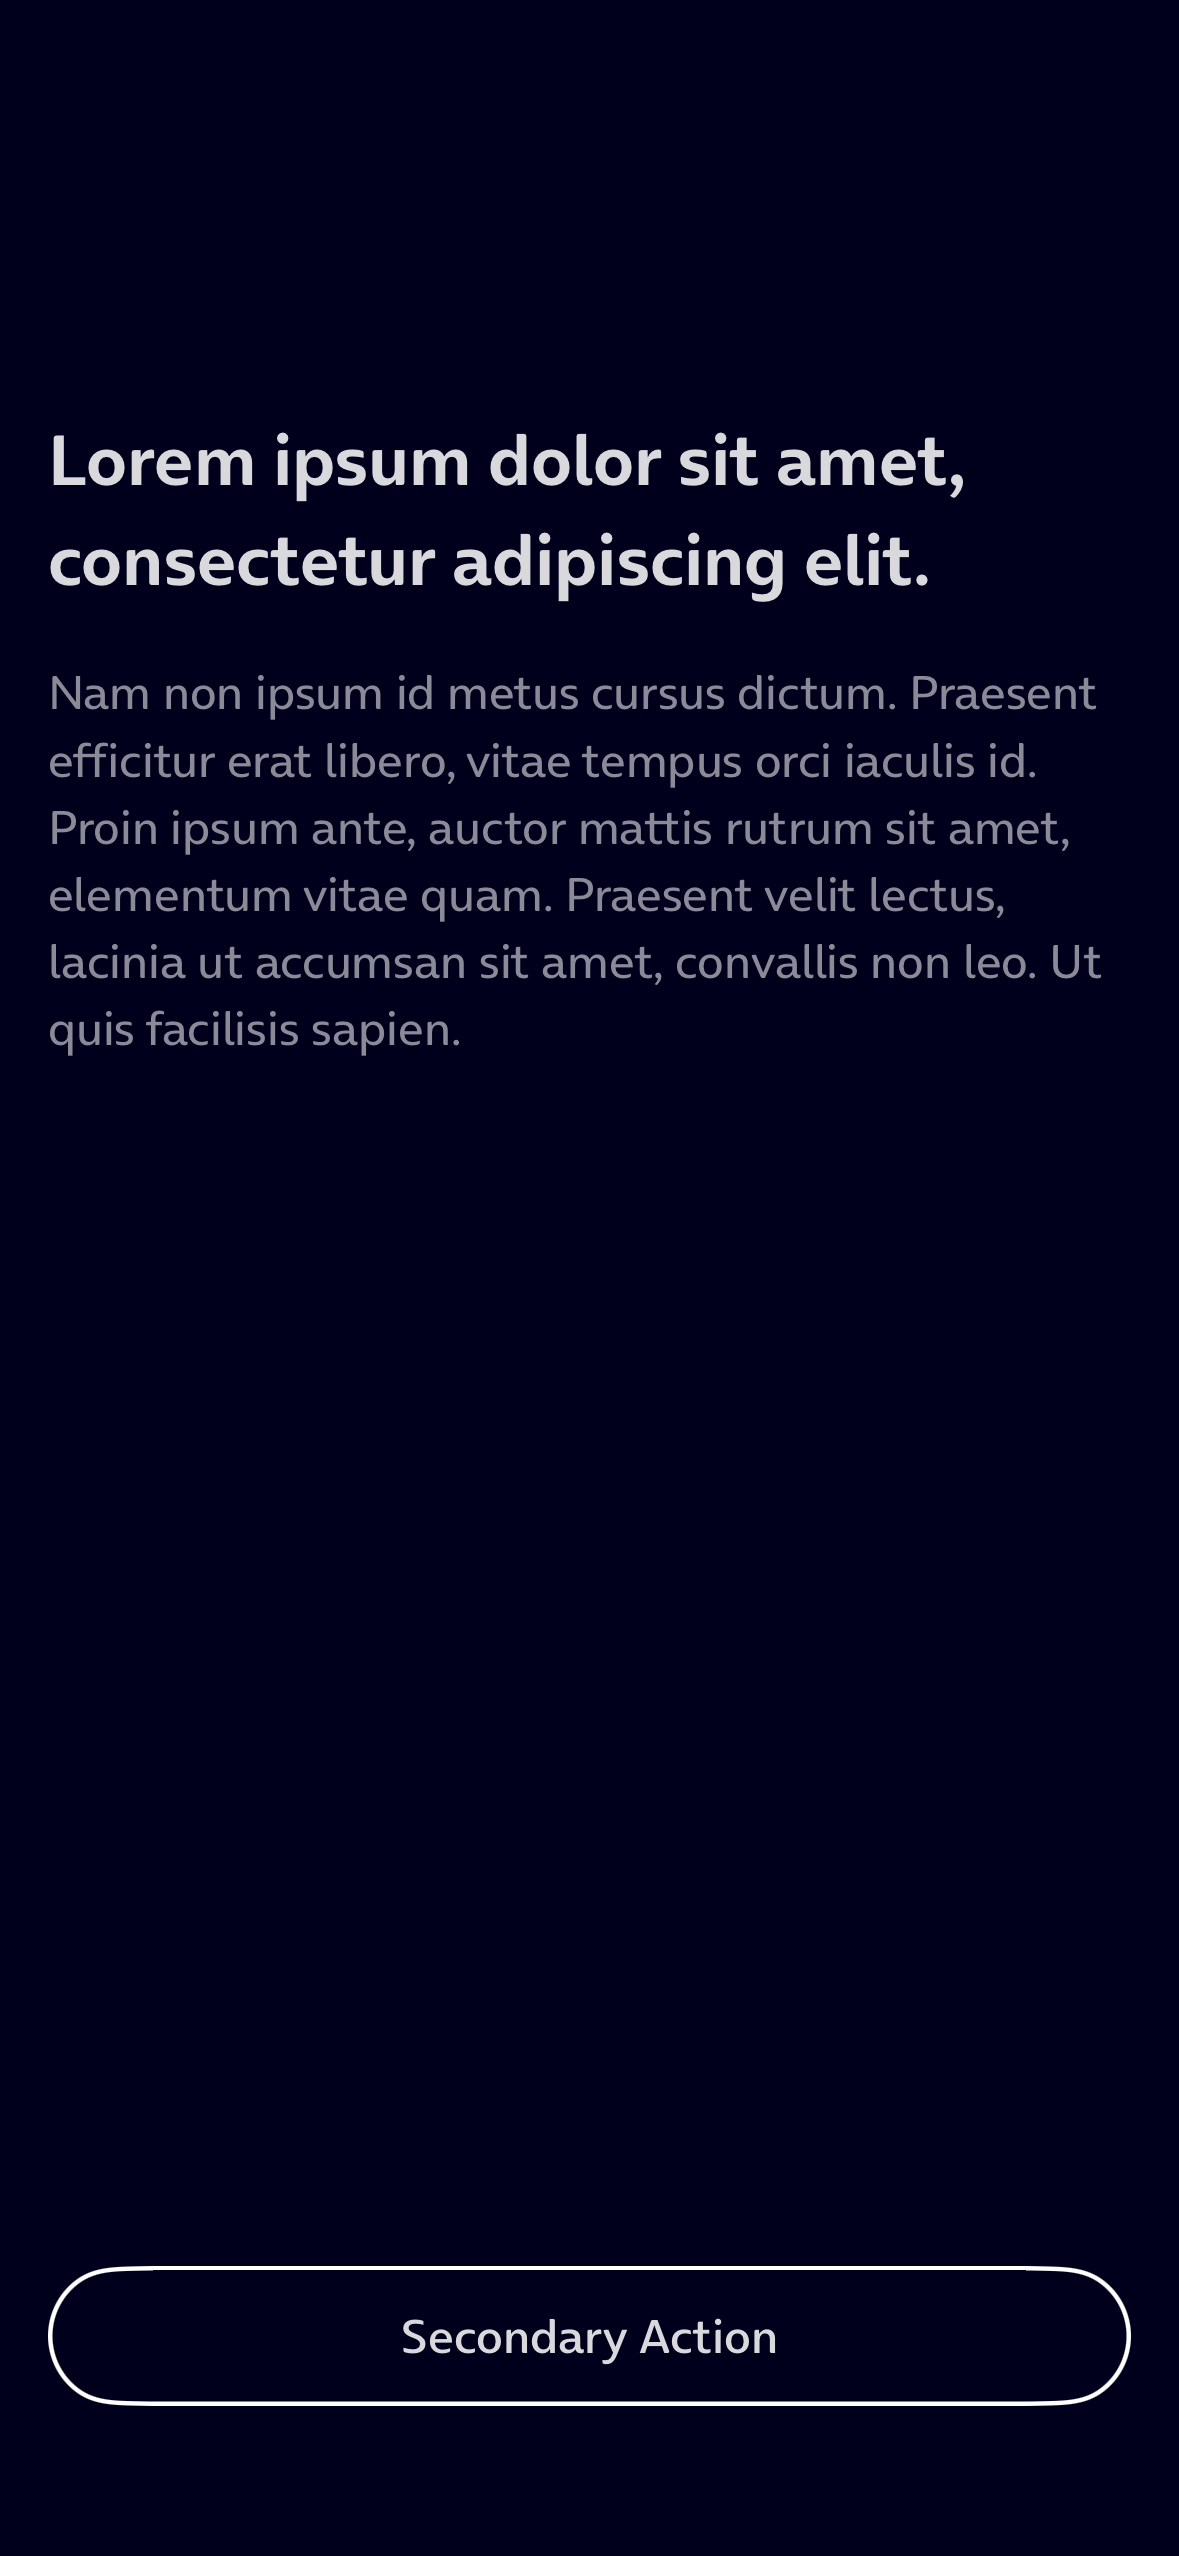 Lorem ipsum dolor sit amet,
consectetur adipiscing elit.
Nam non ipsum id metus cursus dictum. Praesent
efficitur erat libero, vitae tempus orci iaculis id.
Proin ipsum ante, auctor mattis rutrum sit amet,
elementum vitae quam. Praesent velit lectus,
lacinia ut accumsan sit amet, convallis non leo. Ut
quis facilisis sapien.
Secondary Action